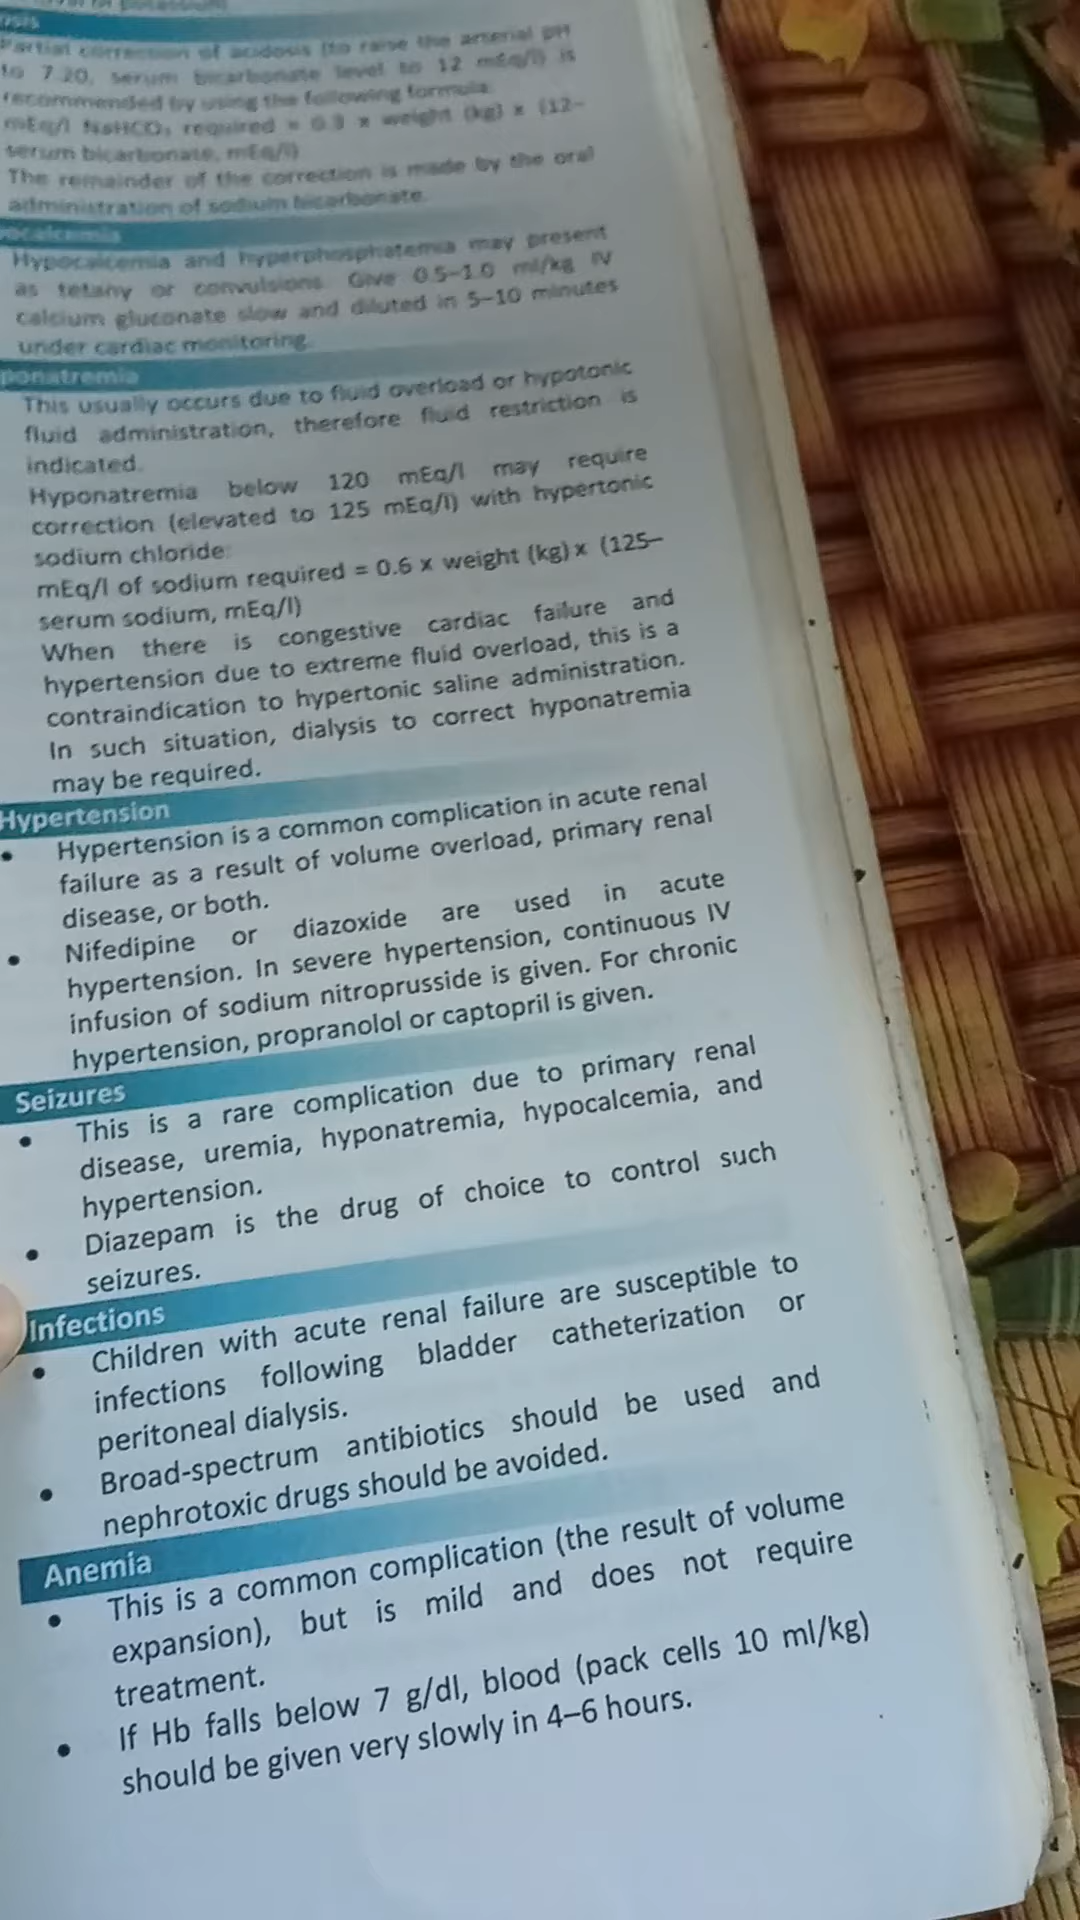 Partial correction of acidosis (to raise the arterial pH
to 7.20, serum bicarbonate level to 12 mEq/l) is
recommended by using the following formula:
mEq/l NaHCO₃ required = 0.3 x weight (kg) x (12–
serum bicarbonate, mEq/l)
The remainder of the correction is made by the oral
administration of sodium bicarbonate.
ocalcemia
Hypocalcemia and hyperphosphatemia may present
as tetany or convulsions. Give 0.5–1.0 ml/kg IV
calcium gluconate slow and diluted in 5–10 minutes
under cardiac monitoring.
ponatremia
This usually occurs due to fluid overload or hypotonic
fluid administration, therefore fluid restriction is
indicated.
Hyponatremia below 120 mEq/l may require
correction (elevated to 125 mEq/l) with hypertonic
sodium chloride:
mEq/l of sodium required = 0.6 x weight (kg) x (125–
serum sodium, mEq/l)
When there is congestive cardiac failure and
hypertension due to extreme fluid overload, this is a
contraindication to hypertonic saline administration.
In such situation, dialysis to correct hyponatremia
may be required.
Hypertension
• Hypertension is a common complication in acute renal
failure as a result of volume overload, primary renal
disease, or both.
• Nifedipine or diazoxide are used in acute
hypertension. In severe hypertension, continuous IV
infusion of sodium nitroprusside is given. For chronic
hypertension, propranolol or captopril is given.
Seizures
• This is a rare complication due to primary renal
disease, uremia, hyponatremia, hypocalcemia, and
hypertension.
• Diazepam is the drug of choice to control such
seizures.
Infections
• Children with acute renal failure are susceptible to
infections following bladder catheterization or
peritoneal dialysis.
• Broad-spectrum antibiotics should be used and
nephrotoxic drugs should be avoided.
Anemia
• This is a common complication (the result of volume
expansion), but is mild and does not require
treatment.
• If Hb falls below 7 g/dl, blood (pack cells 10 ml/kg)
should be given very slowly in 4–6 hours.